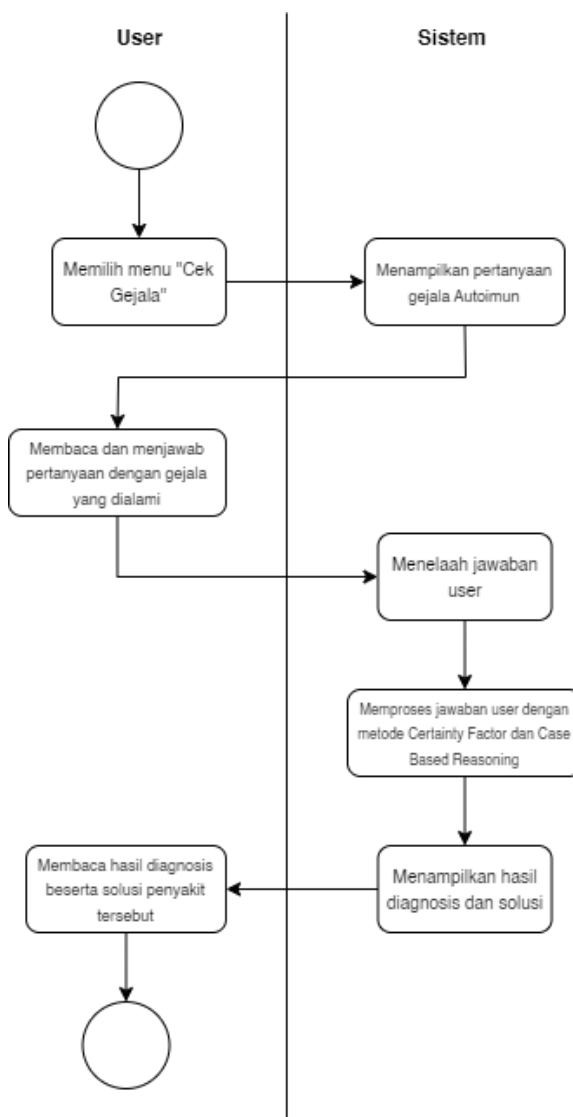 User
Sistem
Memilih menu "Cek
Gejala"
Menampilkan pertanyaan
gejala Autoimun
Membaca dan menjawab
pertanyaan dengan gejala
yang dialami
Menelaah jawaban
user
Memproses jawaban user dengan
metode Certainty Factor dan Case
Based Reasoning
Menampilkan hasil
diagnosis dan solusi
Membaca hasil diagnosis
beserta solusi penyakit
tersebut